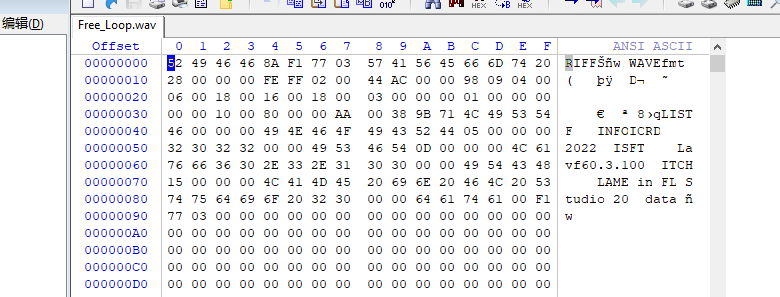 编辑(D)
Free_Loop.wav
Offset 0 1 2 3 4 5 6 7 8 9 A B C D E F ANSI ASCII
00000000 52 49 46 46 8A F1 77 03 57 41 56 45 66 6D 74 20 RIFFŠñw WAVEfmt
00000010 28 00 00 00 FE FF 02 00 44 AC 00 00 98 09 04 00 ( þÿ D¬ ˜
00000020 06 00 18 00 16 00 18 00 03 00 00 00 01 00 00 00
00000030 00 00 10 00 80 00 00 AA 00 38 9B 71 4C 49 53 54 € ª 8›qLIST
00000040 46 00 00 00 49 4E 46 4F 49 43 52 44 05 00 00 00 F INFOICRD
00000050 32 30 32 32 00 00 49 53 46 54 0D 00 00 00 4C 61 2022 ISFT La
00000060 76 66 36 30 2E 33 2E 31 30 30 00 00 49 54 43 48 vf60.3.100 ITCH
00000070 15 00 00 00 4C 41 4D 45 20 69 6E 20 46 4C 20 53 LAME in FL S
00000080 74 75 64 69 6F 20 32 30 00 00 64 61 74 61 00 F1 tudio 20 data ñ
00000090 77 03 00 00 00 00 00 00 00 00 00 00 00 00 00 00 w
000000A0 00 00 00 00 00 00 00 00 00 00 00 00 00 00 00 00
000000B0 00 00 00 00 00 00 00 00 00 00 00 00 00 00 00 00
000000C0 00 00 00 00 00 00 00 00 00 00 00 00 00 00 00 00
000000D0 00 00 00 00 00 00 00 00 00 00 00 00 00 00 00 00